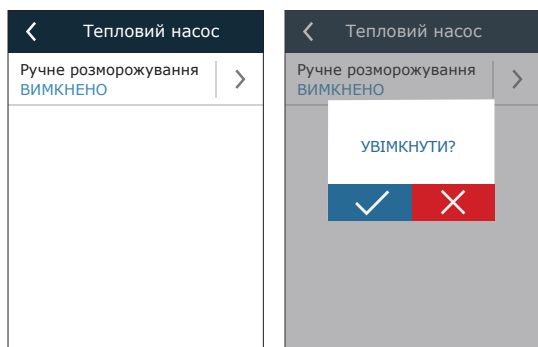 Тепловий насос
Ручне розморожування
ВИМКНЕНО
Тепловий насос
Ручне розморожування
ВИМКНЕНО
УВІМКНУТИ?